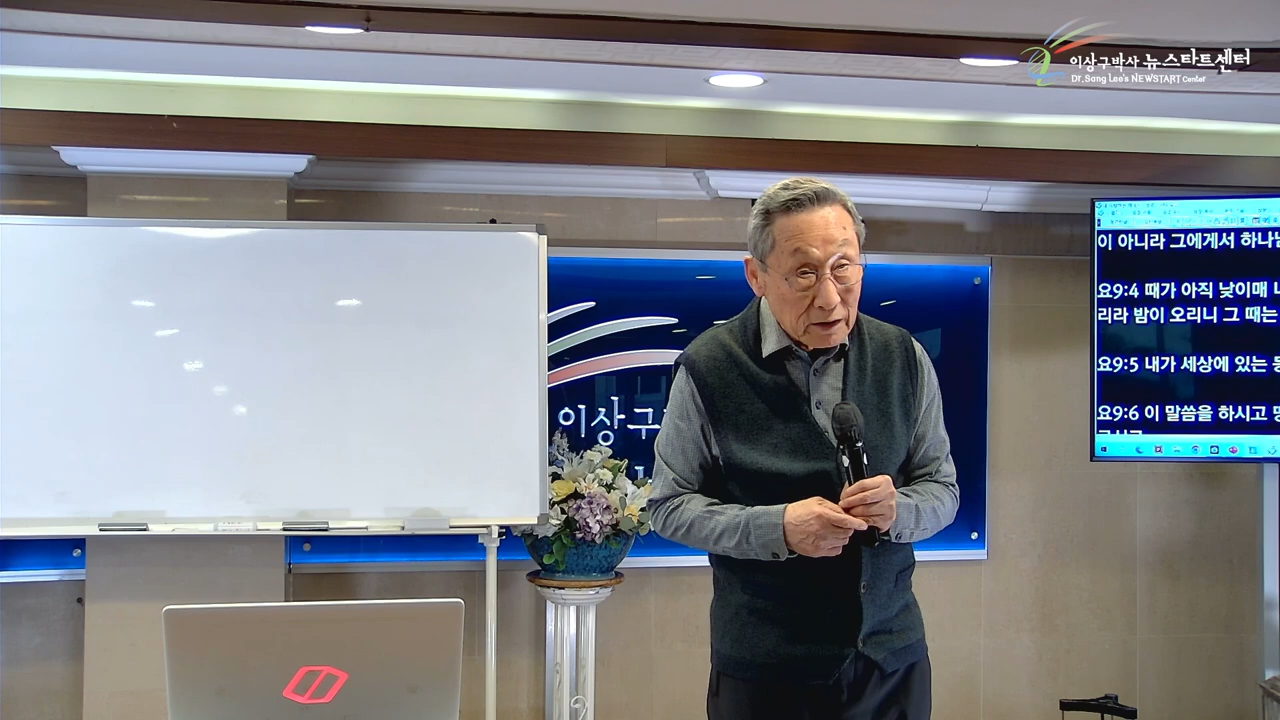 이상구박사 뉴스타트센터
Dr. Sang Lee's NEWSTART Center
이 아니라 그에게서 하나님
요9:4 때가 아직 낮이매
리라 밤이 오리니 그 때는
요9:5 내가 세상에 있는
요9:6 이 말씀을 하시고
이상구